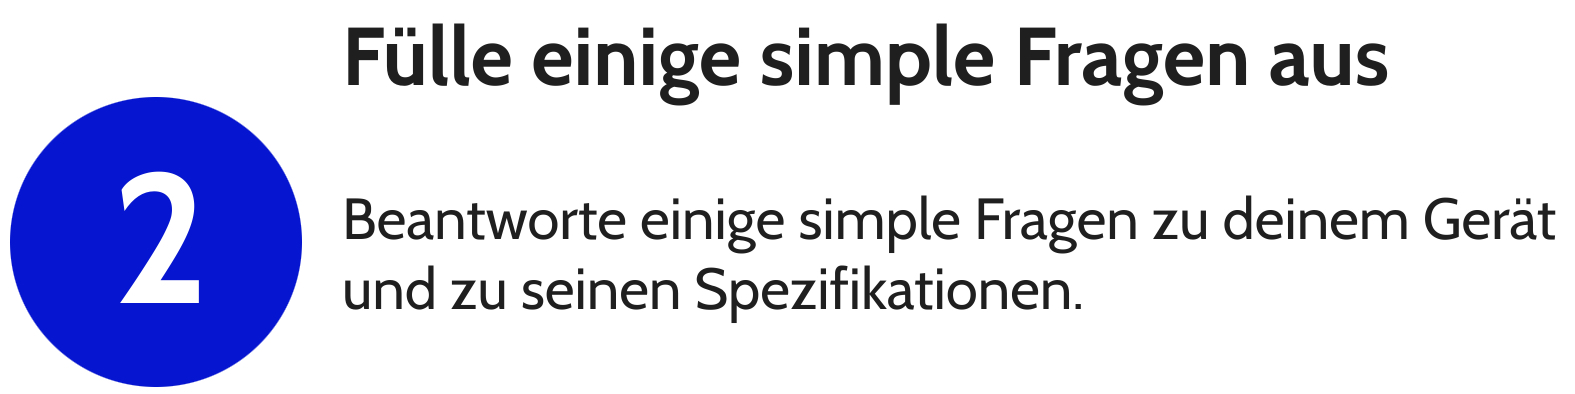 Fülle einige simple Fragen aus
2
Beantworte einige simple Fragen zu deinem Gerät
und zu seinen Spezifikationen.